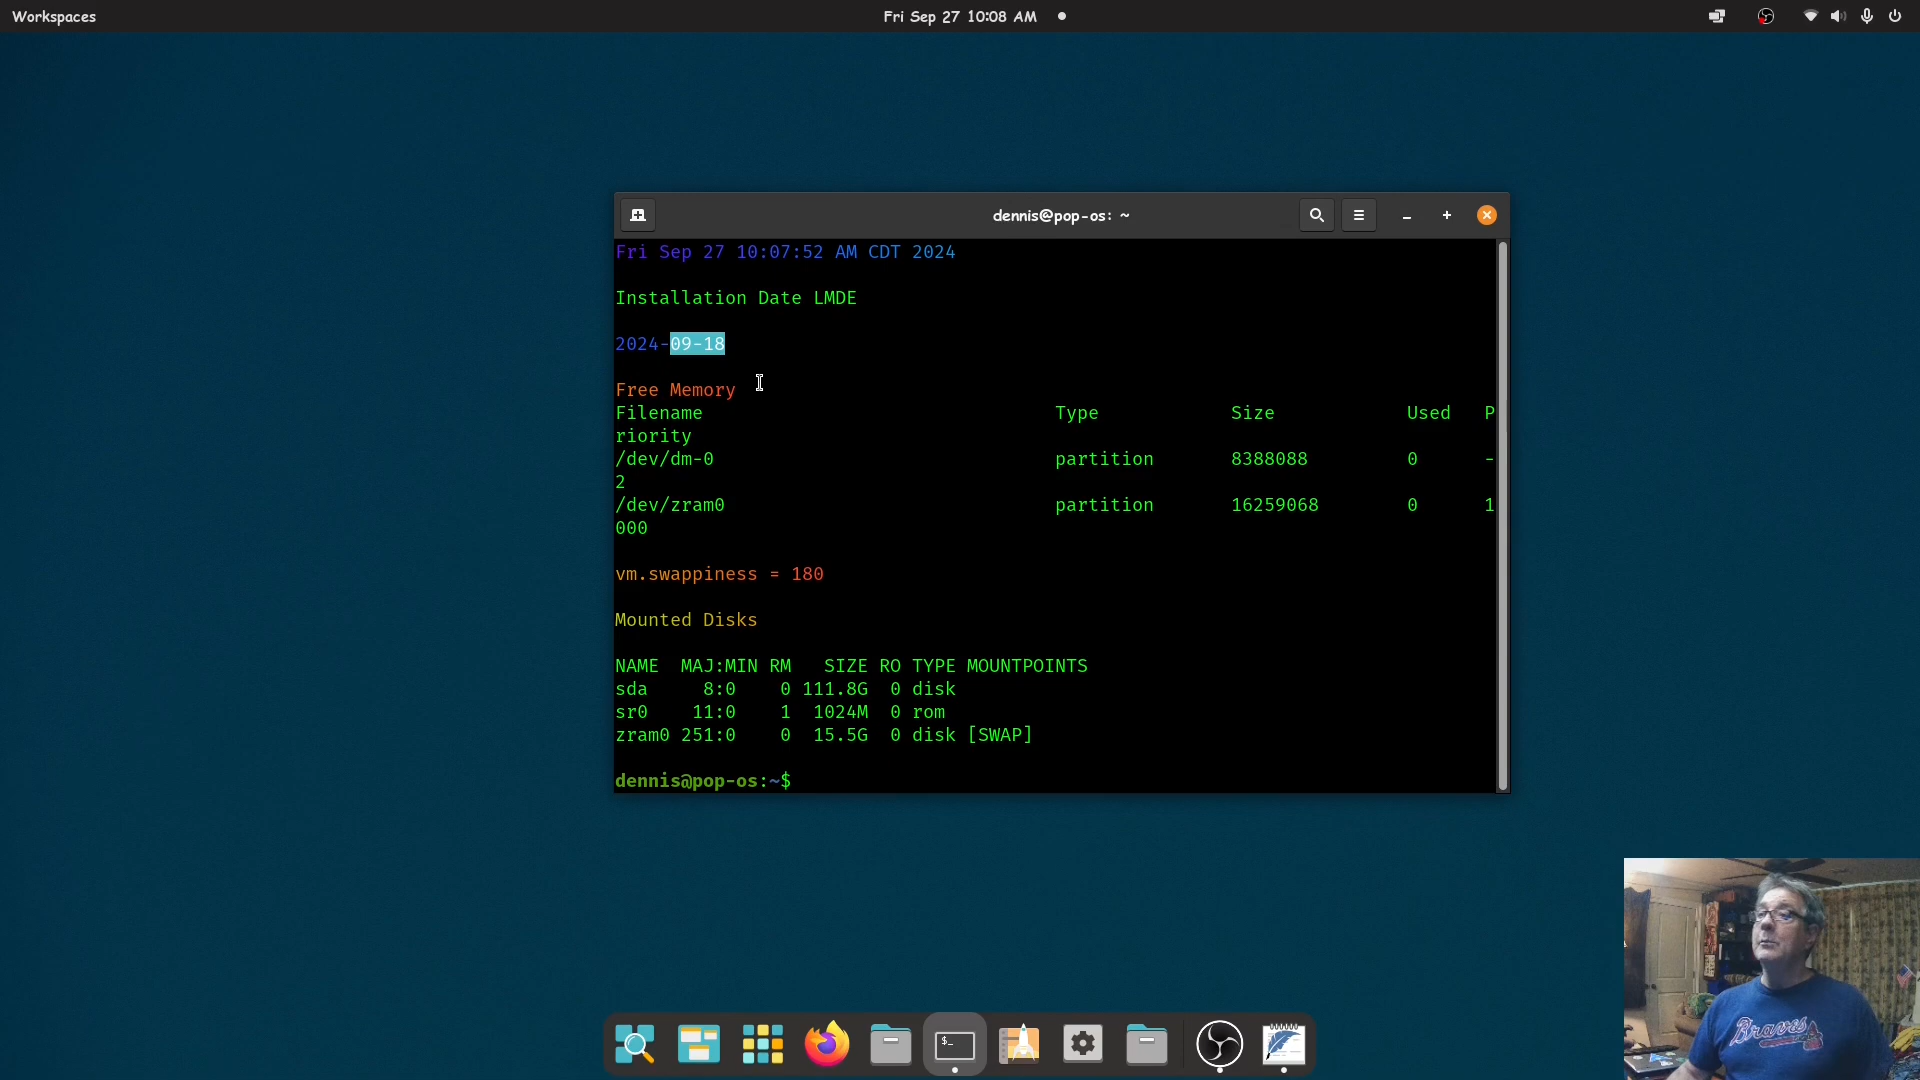 Workspaces
Fri Sep 27 10:08 AM
dennis@pop-os: ~
Fri Sep 27 10:07:52 AM CDT 2024
Installation Date LMDE
2024-09-18
Free Memory
Filename Type Size Used P
riority
/dev/dm-0 partition 8388088 0 -
2
/dev/zram0 partition 16259068 0 1
000
vm.swappiness = 180
Mounted Disks
NAME MAJ:MIN RM SIZE RO TYPE MOUNTPOINTS
sda 8:0 0 111.8G 0 disk
sr0 11:0 1 1024M 0 rom
zram0 251:0 0 15.5G 0 disk [SWAP]
dennis@pop-os:~$
Braves
$_